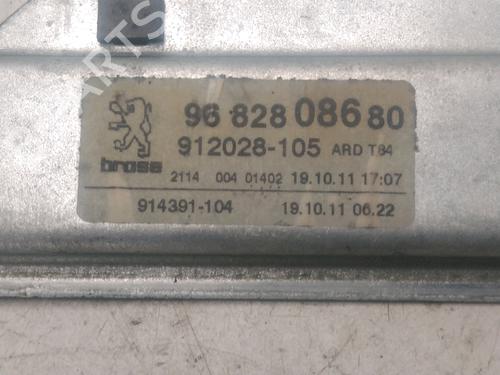 96 828 086 80
912028-105 ARD T84
brose
2114 004 01402 19.10.11 17:07
914391-104 19.10.11 06.22